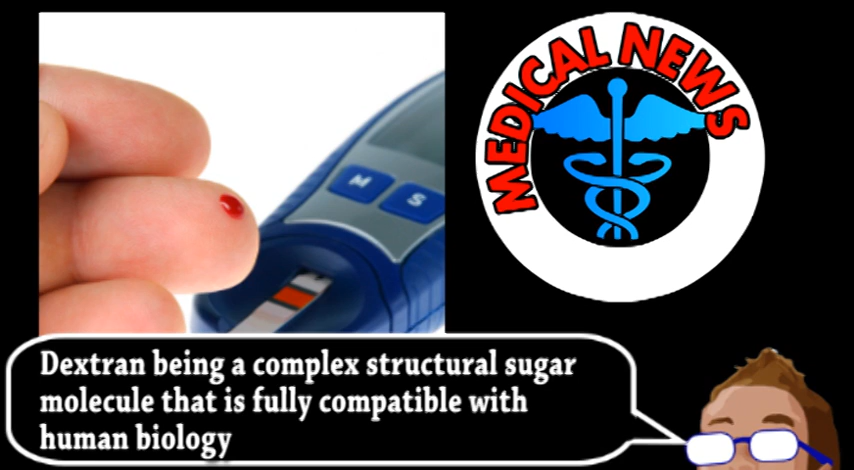 MEDICAL NEWS
M S
Dextran being a complex structural sugar
molecule that is fully compatible with
human biology